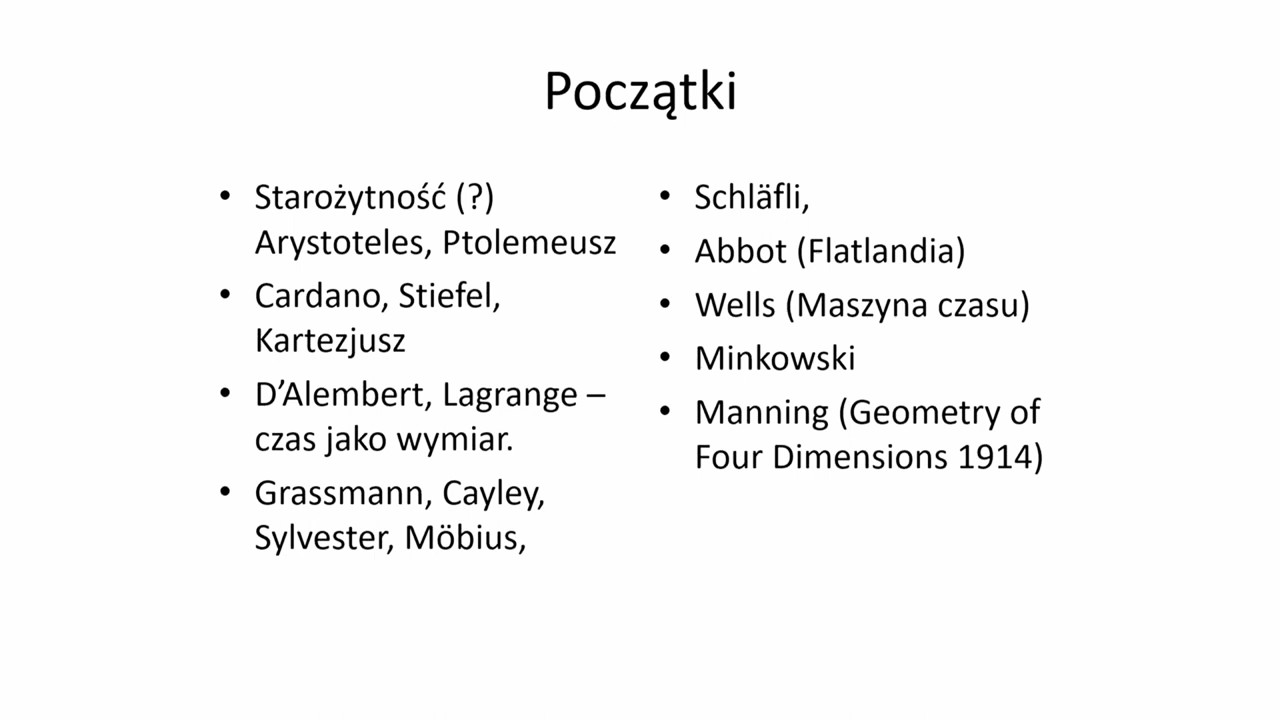 Początki
• Starożytność (?)
Arystoteles, Ptolemeusz
• Cardano, Stiefel,
Kartezjusz
• D’Alembert, Lagrange –
czas jako wymiar.
• Grassmann, Cayley,
Sylvester, Möbius,
• Schläfli,
• Abbot (Flatlandia)
• Wells (Maszyna czasu)
• Minkowski
• Manning (Geometry of
Four Dimensions 1914)